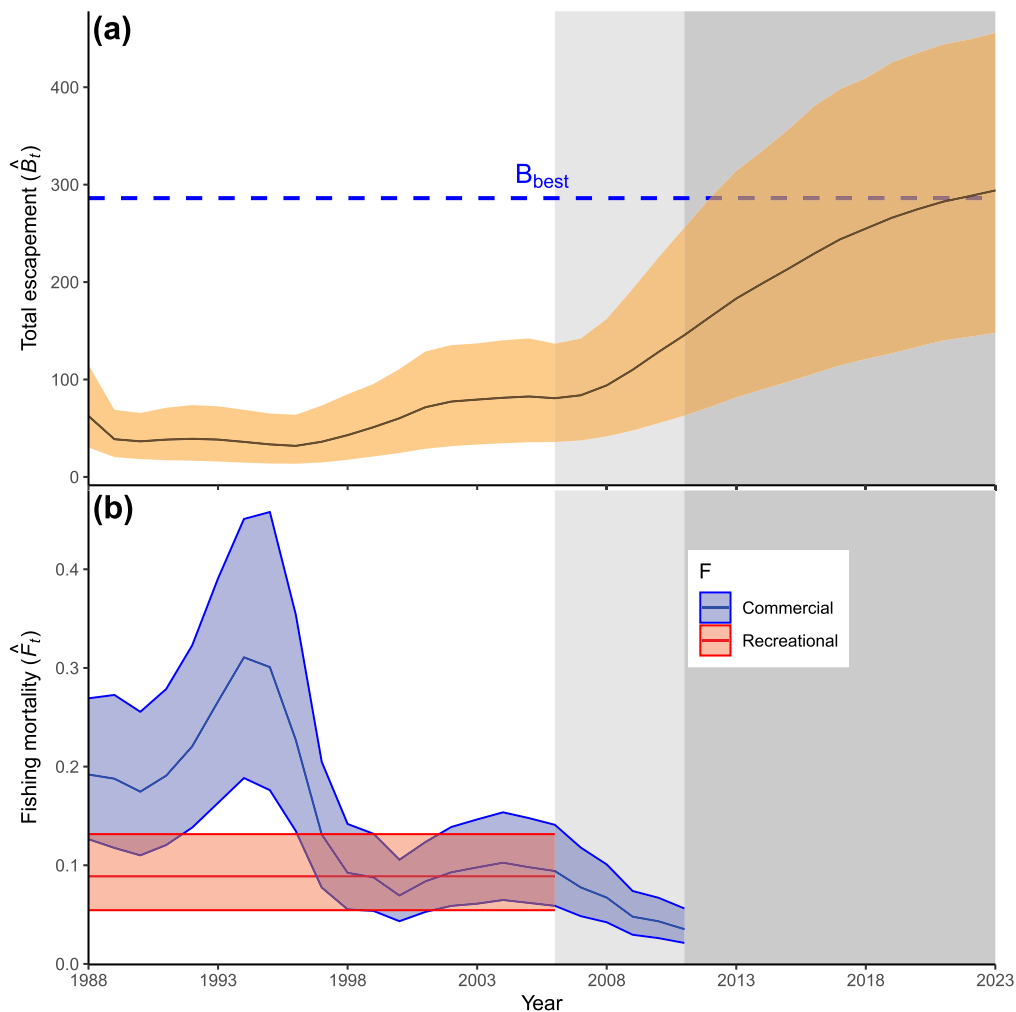 (a)
400
300
200
100
0
Total escapement (B̂t)
Bbest
(b)
0.4
0.3
0.2
0.1
0.0
Fishing mortality (F̂t)
F
Commercial
Recreational
1988 1993 1998 2003 2008 2013 2018 2023
Year